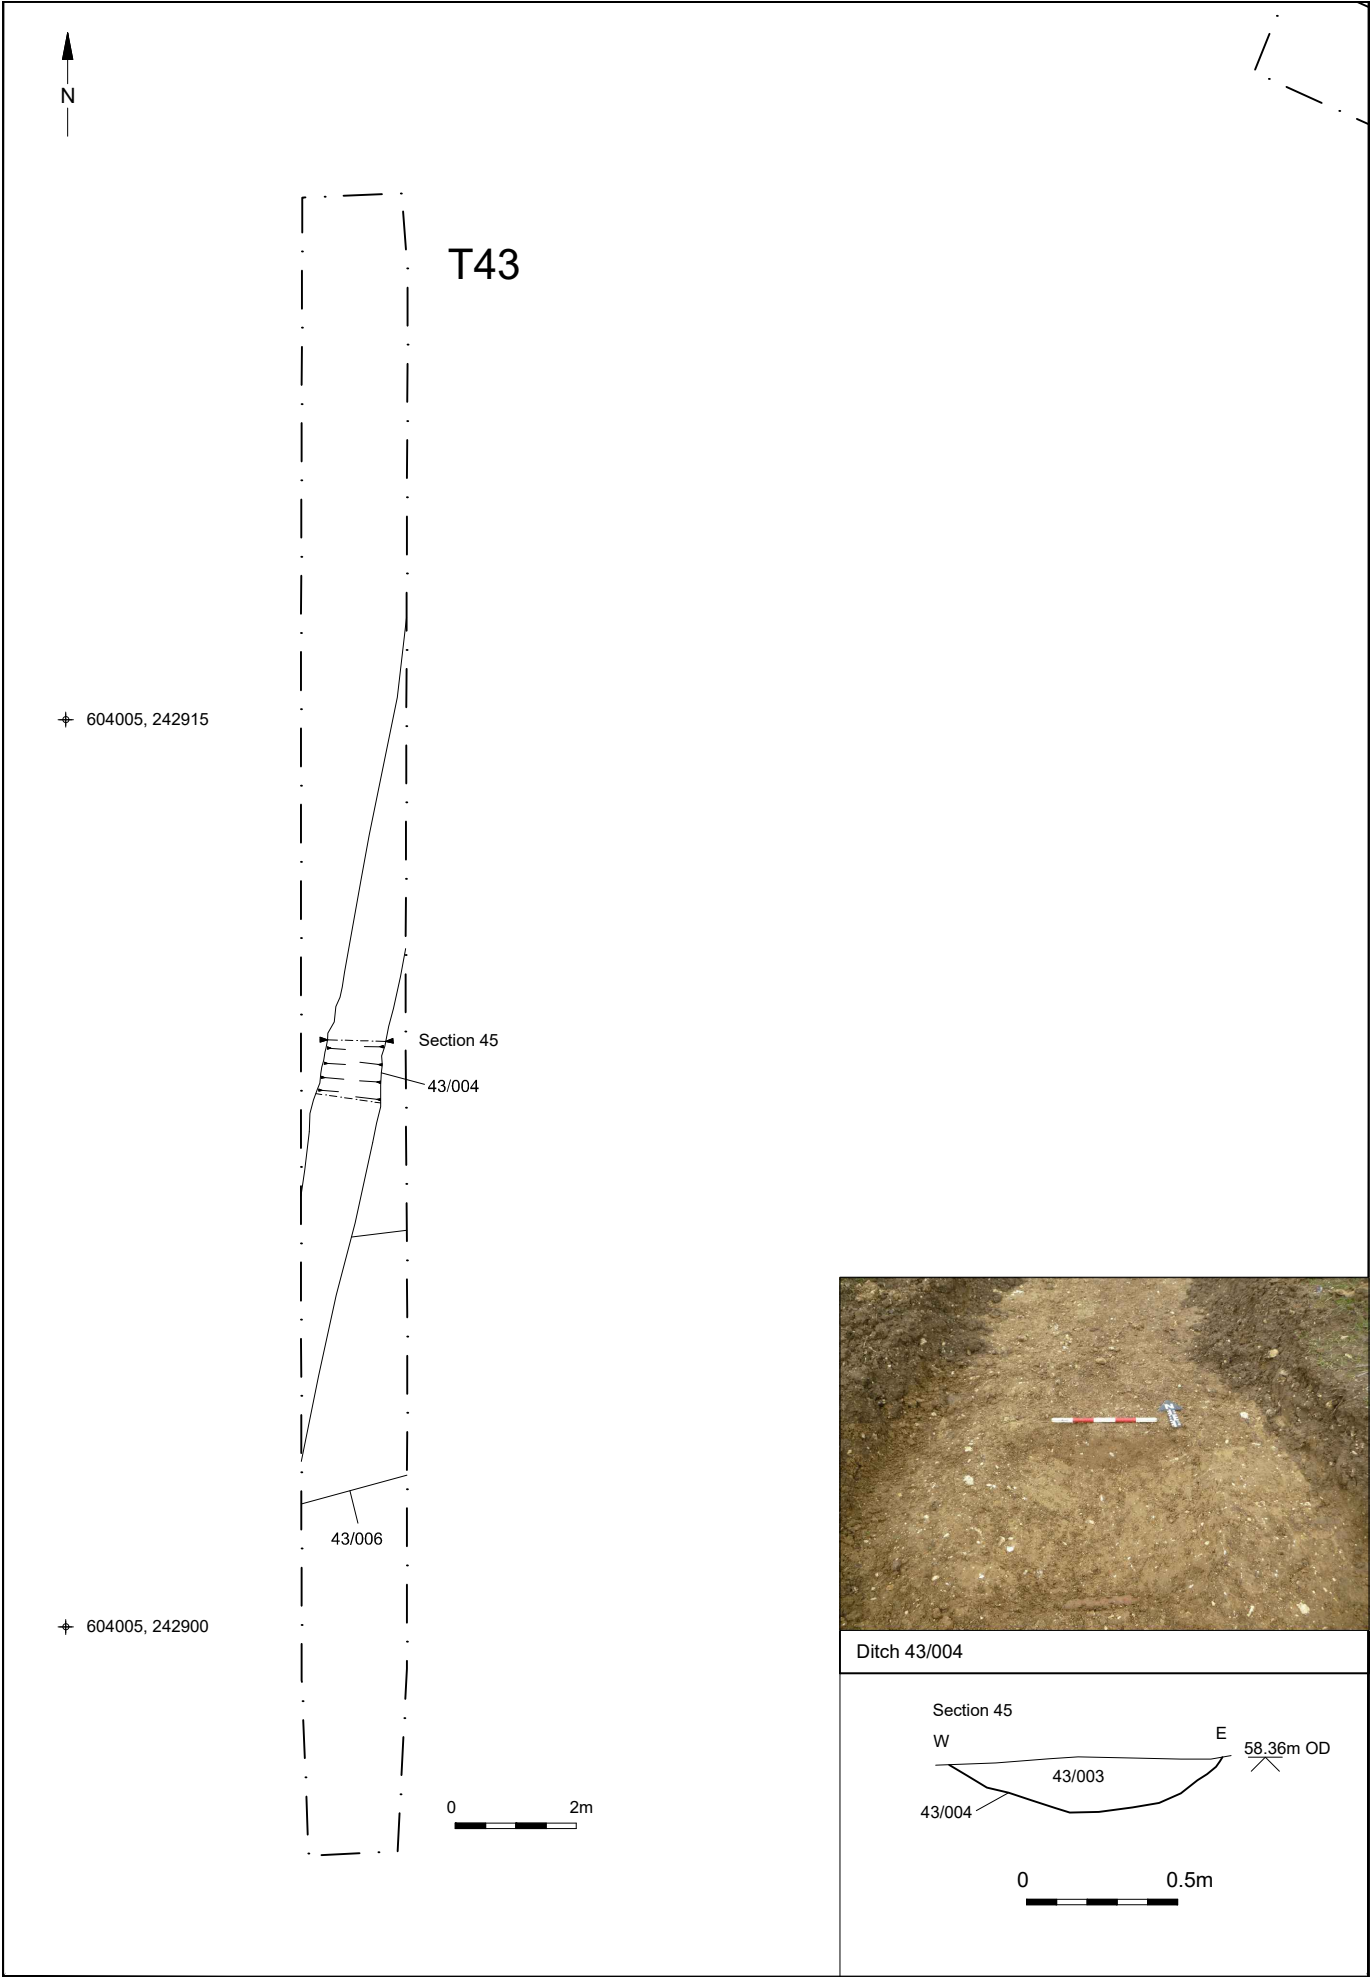 N
T43
604005, 242915
Section 45
43/004
43/006
604005, 242900
0 2m
Ditch 43/004
Section 45
W E 58.36m OD
43/003
43/004
0 0.5m